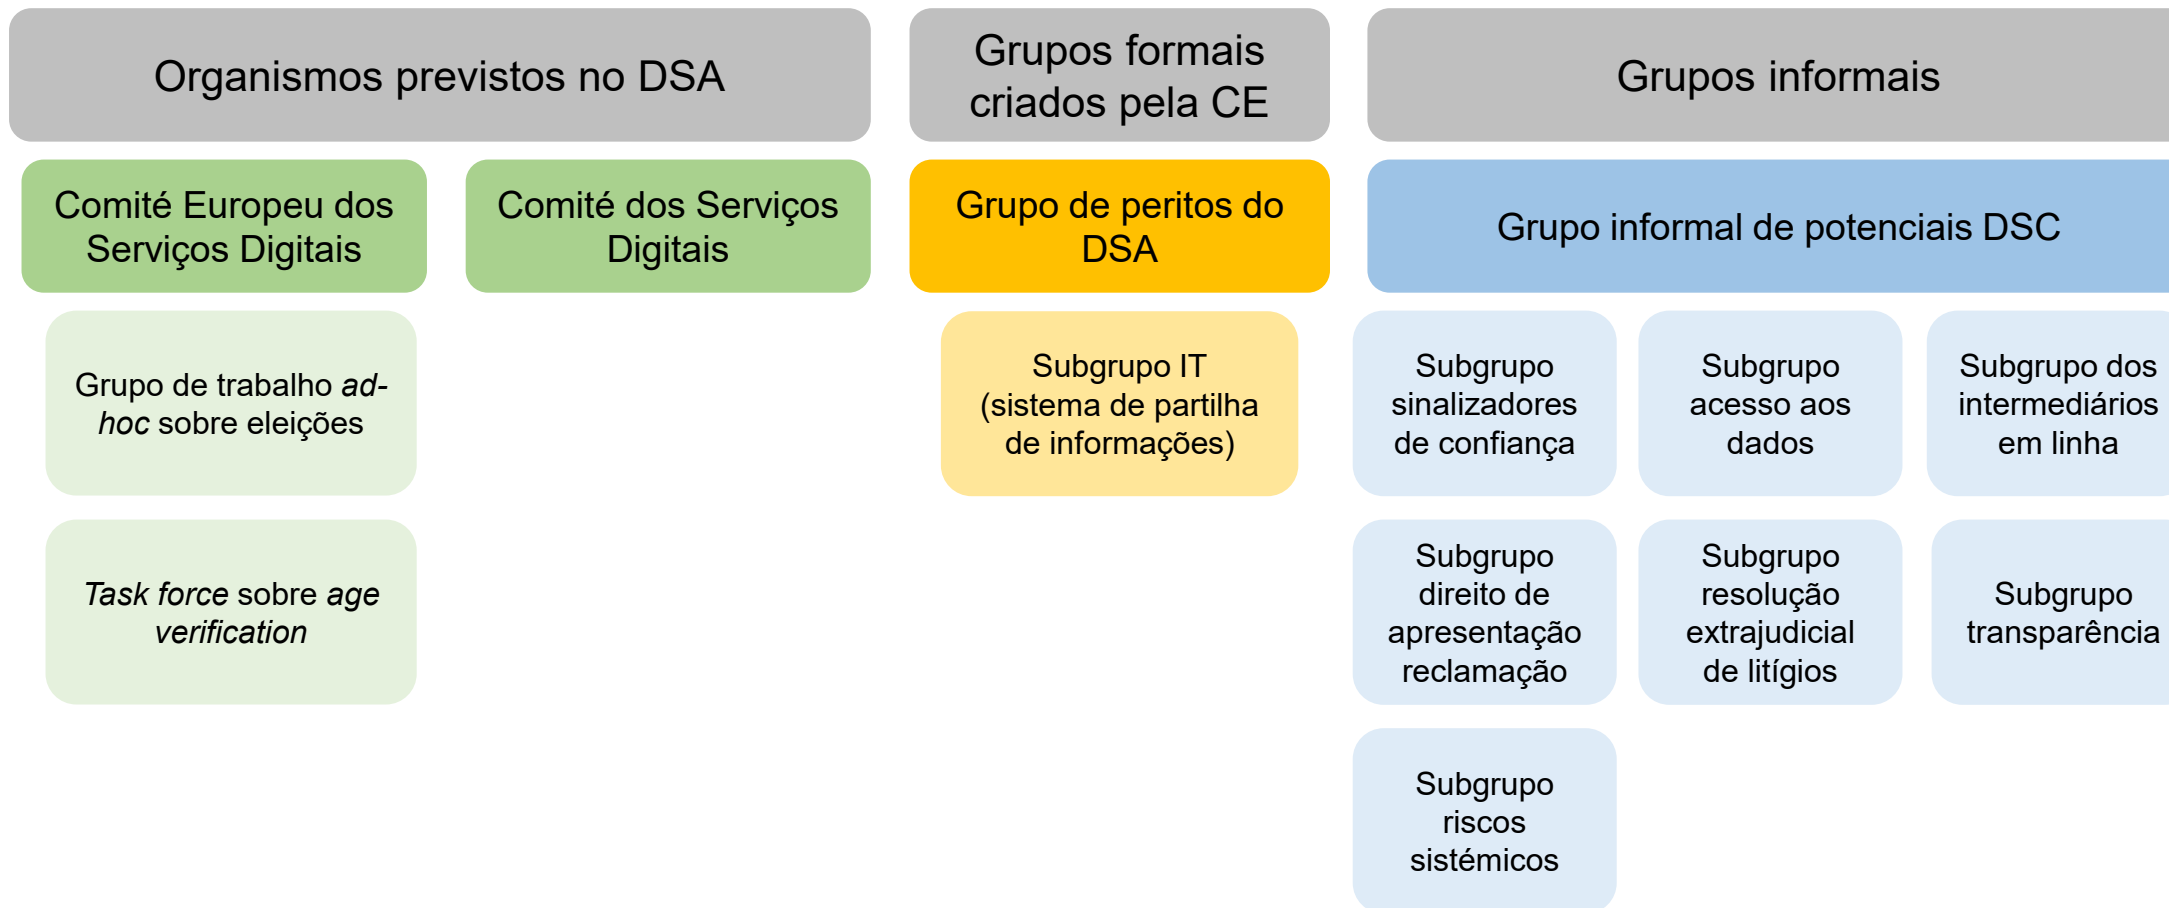 Organismos previstos no DSA
Grupos formais
criados pela CE
Grupos informais
Comité Europeu dos
Serviços Digitais
Comité dos Serviços
Digitais
Grupo de peritos do
DSA
Grupo informal de potenciais DSC
Grupo de trabalho ad-
hoc sobre eleições
Subgrupo IT
(sistema de partilha
de informações)
Subgrupo
sinalizadores
de confiança
Subgrupo
acesso aos
dados
Subgrupo dos
intermediários
em linha
Task force sobre age
verification
Subgrupo
direito de
apresentação
reclamação
Subgrupo
resolução
extrajudicial
de litígios
Subgrupo
transparência
Subgrupo
riscos
sistémicos